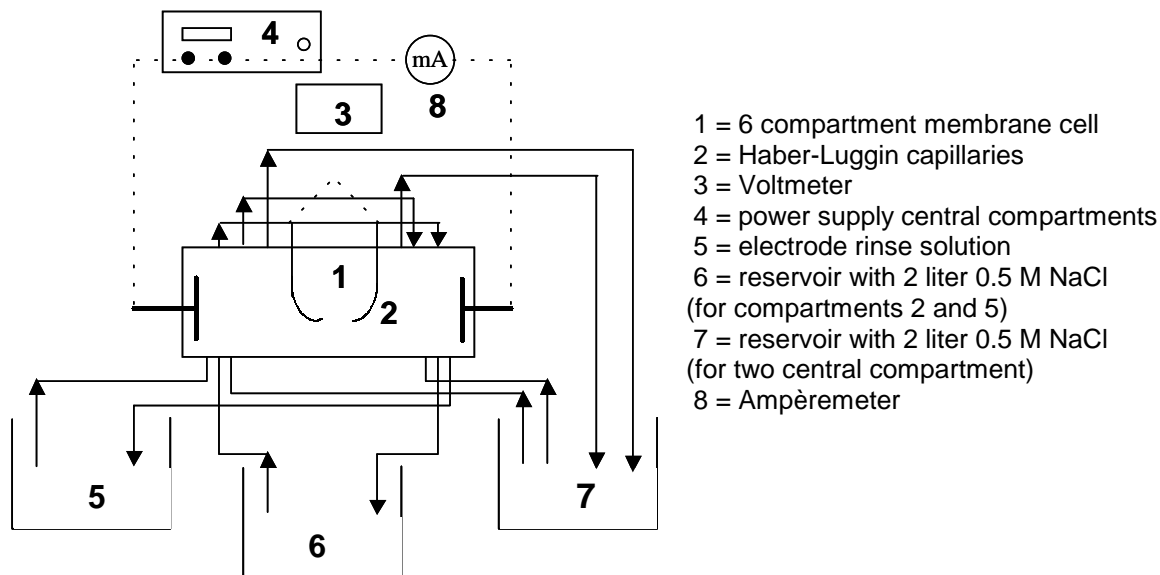 4
mA
3
8
1
2
5
6
7
1 = 6 compartment membrane cell
2 = Haber-Luggin capillaries
3 = Voltmeter
4 = power supply central compartments
5 = electrode rinse solution
6 = reservoir with 2 liter 0.5 M NaCl
(for compartments 2 and 5)
7 = reservoir with 2 liter 0.5 M NaCl
(for two central compartment)
8 = Ampèremeter